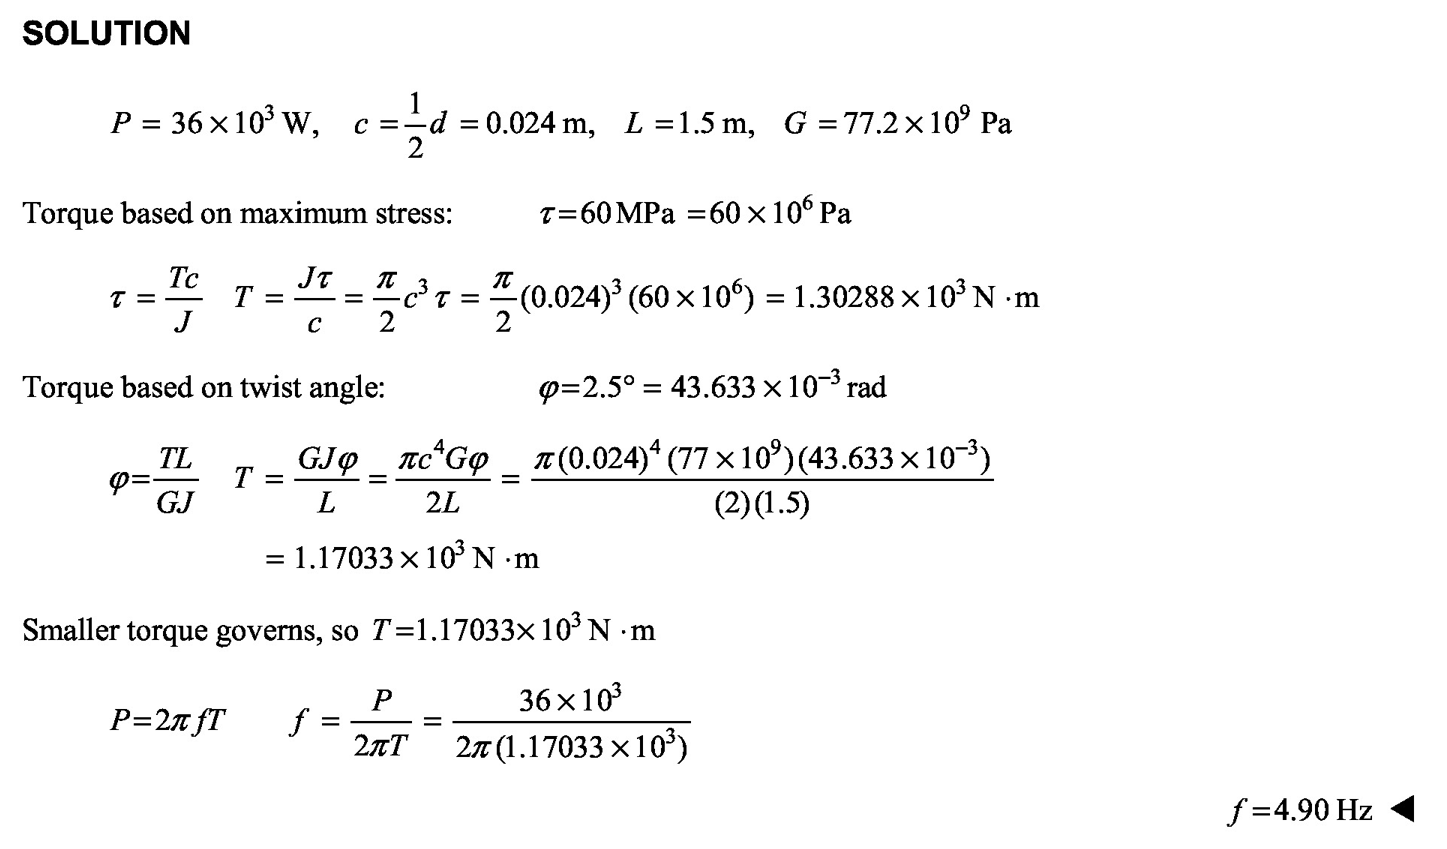 SOLUTION
P = 36 × 10³ W, c = 1/2 d = 0.024 m, L = 1.5 m, G = 77.2 × 10⁹ Pa
Torque based on maximum stress: τ = 60 MPa = 60 × 10⁶ Pa
τ = Tc/J T = Jτ/c = π/2 c³ τ = π/2 (0.024)³ (60 × 10⁶) = 1.30288 × 10³ N · m
Torque based on twist angle: φ = 2.5° = 43.633 × 10⁻³ rad
φ = TL/GJ T = GJφ/L = πc⁴Gφ/2L = π(0.024)⁴ (77 × 10⁹)(43.633 × 10⁻³)/(2)(1.5)
= 1.17033 × 10³ N · m
Smaller torque governs, so T = 1.17033 × 10³ N · m
P = 2π fT f = P/2πT = 36 × 10³/2π(1.17033 × 10³)
f = 4.90 Hz ◄